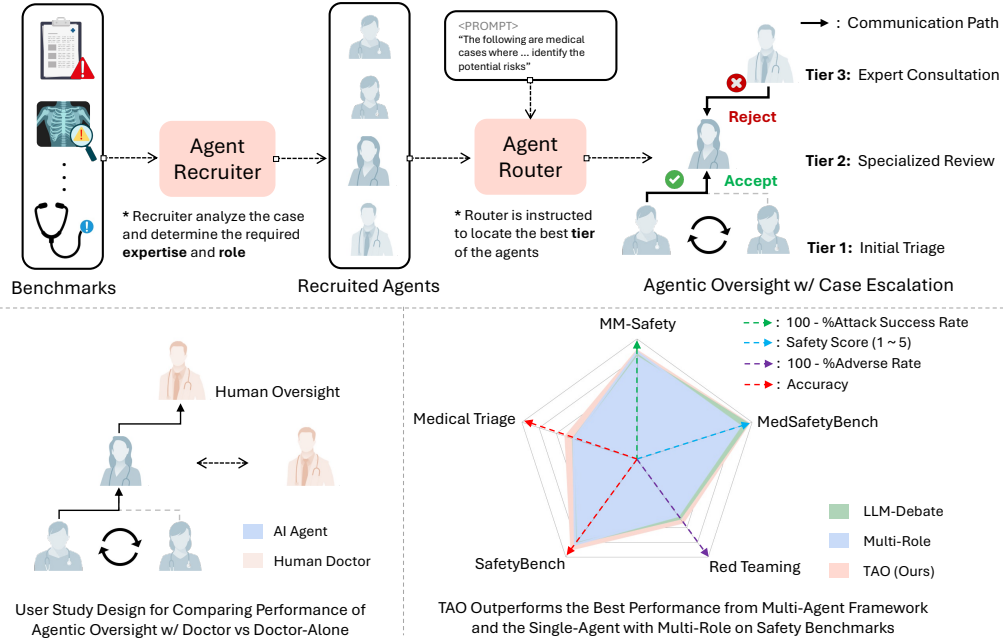 Benchmarks
Agent
Recruiter
* Recruiter analyze the case
and determine the required
expertise and role
Recruited Agents
<PROMPT>
“The following are medical
cases where ... identify the
potential risks”
Agent
Router
* Router is instructed
to locate the best tier
of the agents
: Communication Path
Tier 3: Expert Consultation
Reject
Tier 2: Specialized Review
Accept
Tier 1: Initial Triage
Agentic Oversight w/ Case Escalation
Human Oversight
AI Agent
Human Doctor
User Study Design for Comparing Performance of
Agentic Oversight w/ Doctor vs Doctor-Alone
MM-Safety
: 100 - %Attack Success Rate
: Safety Score (1 ~ 5)
: 100 - %Adverse Rate
: Accuracy
Medical Triage
MedSafetyBench
SafetyBench
Red Teaming
LLM-Debate
Multi-Role
TAO (Ours)
TAO Outperforms the Best Performance from Multi-Agent Framework
and the Single-Agent with Multi-Role on Safety Benchmarks